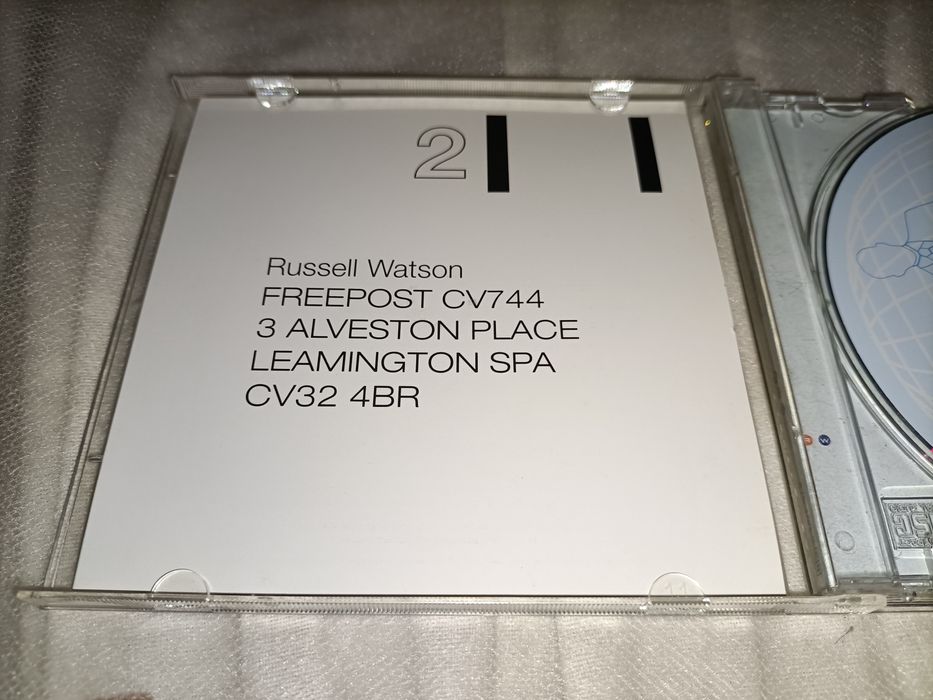 2
Russell Watson
FREEPOST CV744
3 ALVESTON PLACE
LEAMINGTON SPA
CV32 4BR